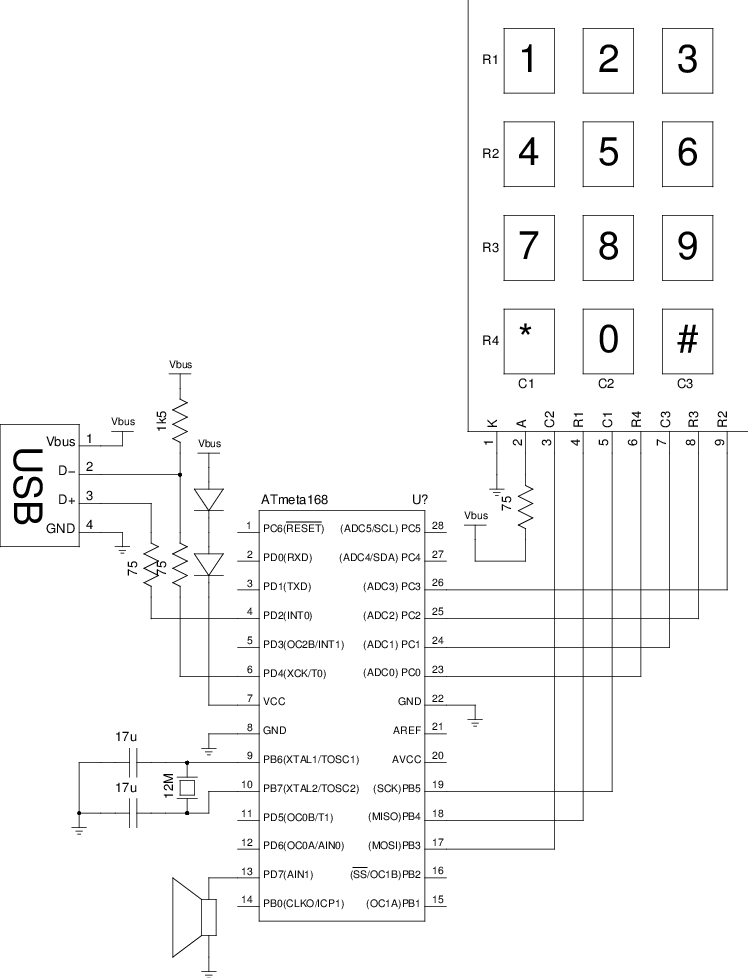 R1 1 2 3
R2 4 5 6
R3 7 8 9
R4 * 0 #
C1 C2 C3
K A C2 R1 C1 R4 C3 R3 R2
1 2 3 4 5 6 7 8 9
75
Vbus
Vbus
1k5
Vbus
Vbus
USB
Vbus 1
D− 2
D+ 3
GND 4
75 75
ATmeta168 U?
1 PC6(RESET) (ADC5/SCL) PC5 28
2 PD0(RXD) (ADC4/SDA) PC4 27
3 PD1(TXD) (ADC3) PC3 26
4 PD2(INT0) (ADC2) PC2 25
5 PD3(OC2B/INT1) (ADC1) PC1 24
6 PD4(XCK/T0) (ADC0) PC0 23
7 VCC GND 22
8 GND AREF 21
9 PB6(XTAL1/TOSC1) AVCC 20
10 PB7(XTAL2/TOSC2) (SCK)PB5 19
11 PD5(OC0B/T1) (MISO)PB4 18
12 PD6(OC0A/AIN0) (MOSI)PB3 17
13 PD7(AIN1) (SS/OC1B)PB2 16
14 PB0(CLKO/ICP1) (OC1A)PB1 15
17u
17u
12M